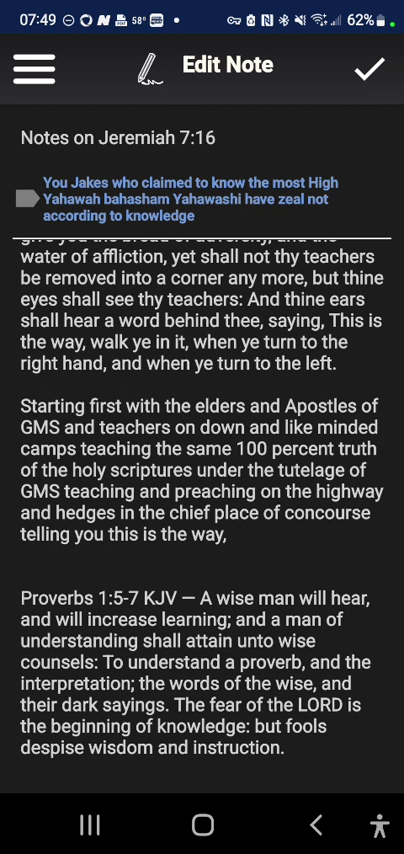 07:49 58° 62%
Edit Note
Notes on Jeremiah 7:16
You Jakes who claimed to know the most High
Yahawah bahasham Yahawashi have zeal not
according to knowledge
give you the bread of adversity, and the
water of affliction, yet shall not thy teachers
be removed into a corner any more, but thine
eyes shall see thy teachers: And thine ears
shall hear a word behind thee, saying, This is
the way, walk ye in it, when ye turn to the
right hand, and when ye turn to the left.
Starting first with the elders and Apostles of
GMS and teachers on down and like minded
camps teaching the same 100 percent truth
of the holy scriptures under the tutelage of
GMS teaching and preaching on the highway
and hedges in the chief place of concourse
telling you this is the way,
Proverbs 1:5-7 KJV — A wise man will hear,
and will increase learning; and a man of
understanding shall attain unto wise
counsels: To understand a proverb, and the
interpretation; the words of the wise, and
their dark sayings. The fear of the LORD is
the beginning of knowledge: but fools
despise wisdom and instruction.